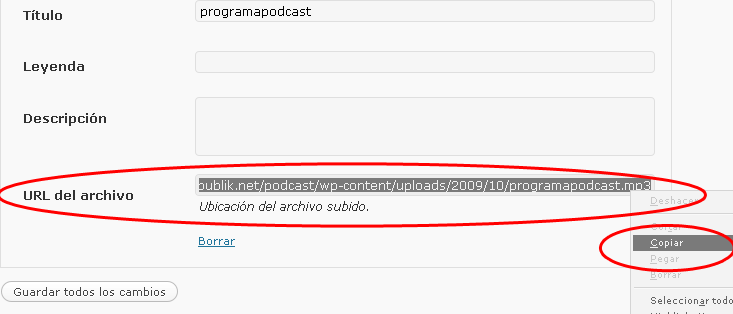 Título programapodcast
Leyenda
Descripción
URL del archivo publik.net/podcast/wp-content/uploads/2009/10/programapodcast.mp3
Ubicación del archivo subido.
Borrar
Deshacer
Cortar
Copiar
Pegar
Borrar
Seleccionar todo
Guardar todos los cambios